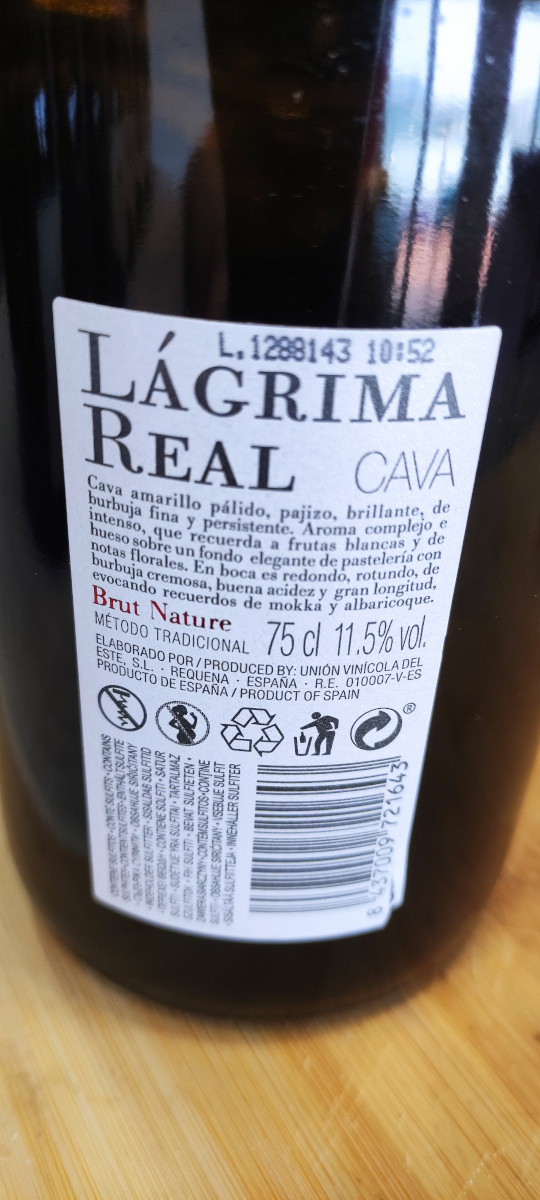 L.1288143 10:52
LÁGRIMA
REAL CAVA
Cava amarillo pálido, pajizo, brillante, de
burbuja fina y persistente. Aroma complejo e
intenso, que recuerda a frutas blancas y de
hueso sobre un fondo elegante de pastelería con
notas florales. En boca es redondo, rotundo, de
burbuja cremosa, buena acidez y gran longitud,
evocando recuerdos de mokka y albaricoque.
Brut Nature
MÉTODO TRADICIONAL 75 cl 11.5% vol.
ELABORADO POR / PRODUCED BY: UNIÓN VINÍCOLA DEL
ESTE, S.L. · REQUENA · ESPAÑA · R.E. 010007-V-ES
PRODUCTO DE ESPAÑA / PRODUCT OF SPAIN
®
8 437009 721643